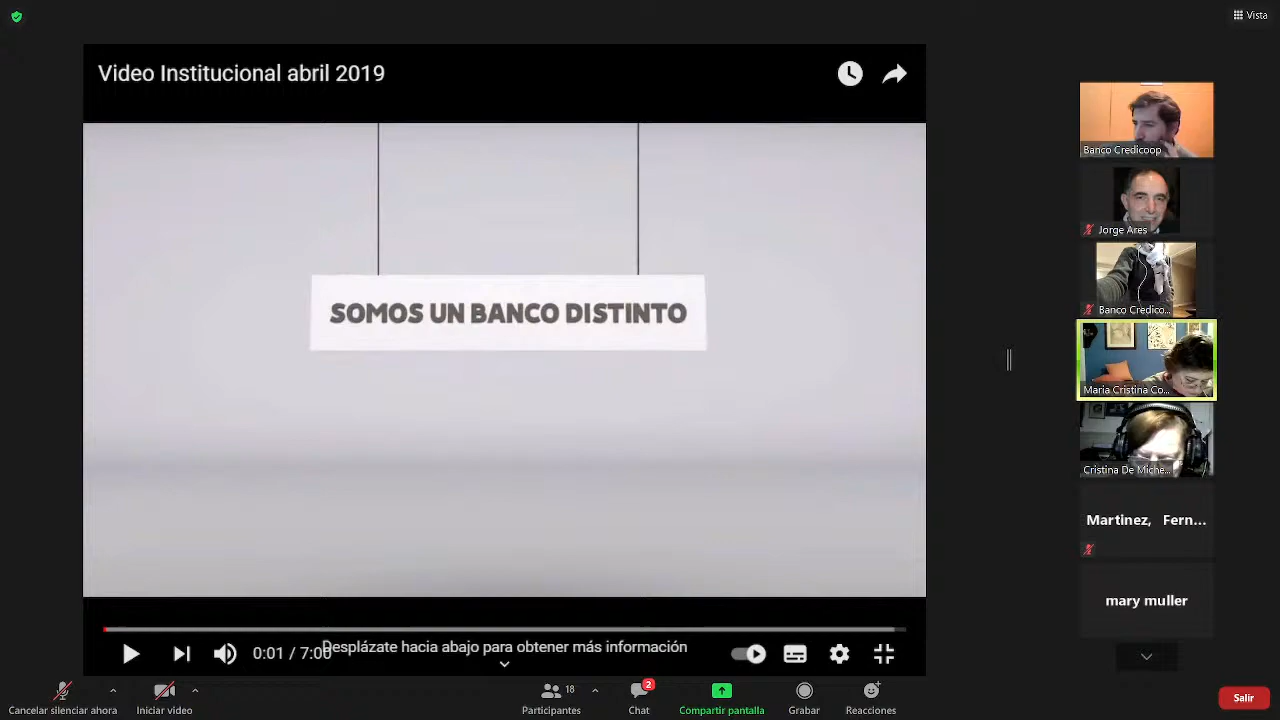 Vista
Video Institucional abril 2019
SOMOS UN BANCO DISTINTO
0:01 / 7:00
Desplázate hacia abajo para obtener más información
Banco Credicoop
Jorge Ares
Banco Credico...
Maria Cristina Co...
Cristina De Miche...
Martinez, Fern...
mary muller
Cancelar silenciar ahora
Iniciar video
18
Participantes
2
Chat
Compartir pantalla
Grabar
Reacciones
Salir